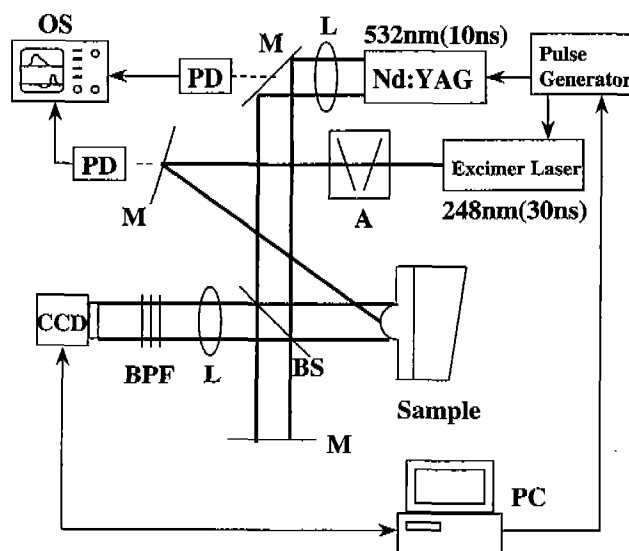 OS
M
L
532nm(10ns)
PD
Nd:YAG
Pulse
Generator
PD
M
A
Excimer Laser
248nm(30ns)
CCD
BPF
L
BS
Sample
M
PC